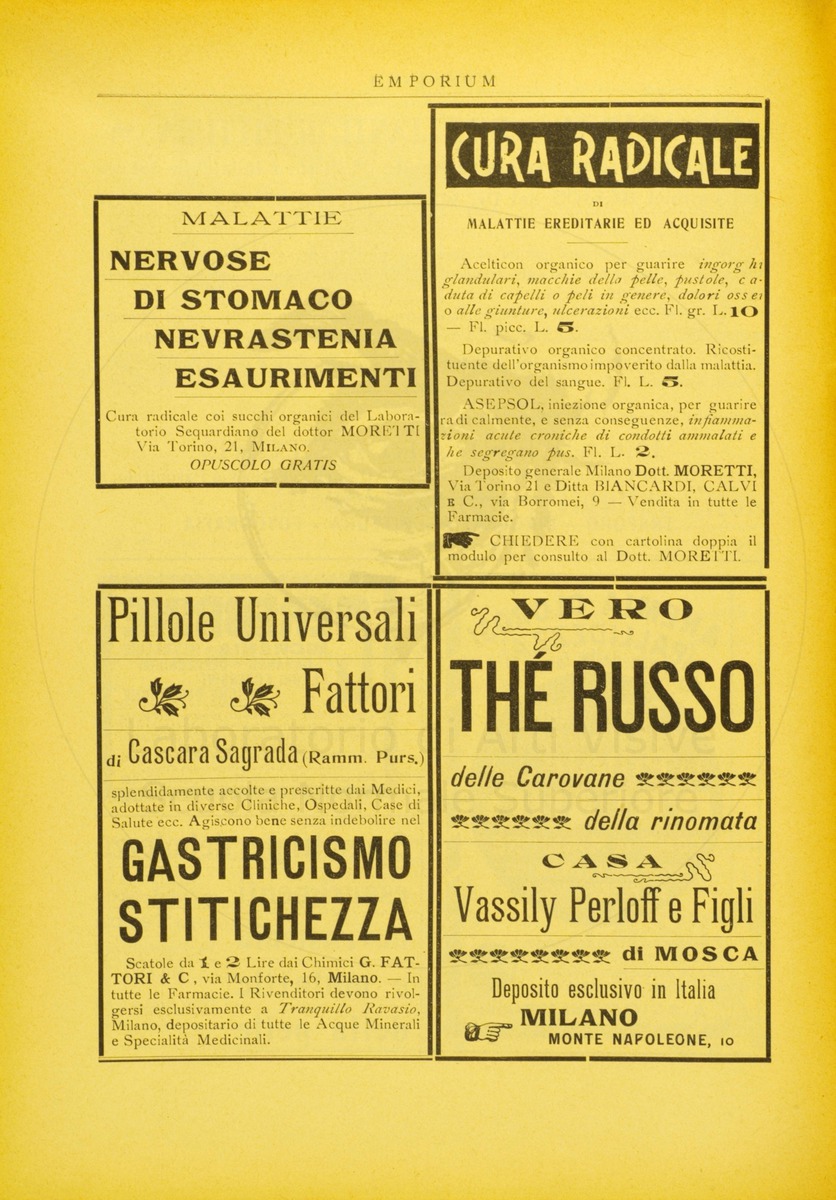 EMPORIUM
MALATTIE
NERVOSE
DI STOMACO
NEVRASTENIA
ESAURIMENTI
Cura radicale coi succhi organici del Labora-
torio Sequardiano del dottor MORETTI
Via Torino, 21, MILANO.
OPUSCOLO GRATIS
CURA RADICALE
DI
MALATTIE EREDITARIE ED ACQUISITE
Acelticon organico per guarire ingorghi
glandulari, macchie della pelle, pustole, ca-
duta di capelli o peli in genere, dolori ossei
o alle giunture, ulcerazioni ecc. Fl. gr. L. 10
— Fl. picc. L. 5.
Depurativo organico concentrato. Ricosti-
tuente dell'organismo impoverito dalla malattia.
Depurativo del sangue. Fl. L. 5.
ASEPSOL, iniezione organica, per guarire
radicalmente, e senza conseguenze, infiamma-
zioni acute croniche di condotti ammalati e
he segregano pus. Fl. L. 2.
Deposito generale Milano Dott. MORETTI,
Via Torino 21 e Ditta BIANCARDI, CALVI
E C., via Borromei, 9 — Vendita in tutte le
Farmacie.
CHIEDERE con cartolina doppia il
modulo per consulto al Dott. MORETTI.
Pillole Universali
Fattori
di Cascara Sagrada (Ramm. Purs.)
splendidamente accolte e prescritte dai Medici,
adottate in diverse Cliniche, Ospedali, Case di
Salute ecc. Agiscono bene senza indebolire nel
GASTRICISMO
STITICHEZZA
Scatole da 1 e 2 Lire dai Chimici G. FAT-
TORI & C, via Monforte, 16, Milano. — In
tutte le Farmacie. I Rivenditori devono rivol-
gersi esclusivamente a Tranquillo Ravasio,
Milano, depositario di tutte le Acque Minerali
e Specialità Medicinali.
VERO
THÉ RUSSO
delle Carovane
della rinomata
CASA
Vassily Perloff e Figli
di MOSCA
Deposito esclusivo in Italia
MILANO
MONTE NAPOLEONE, 10